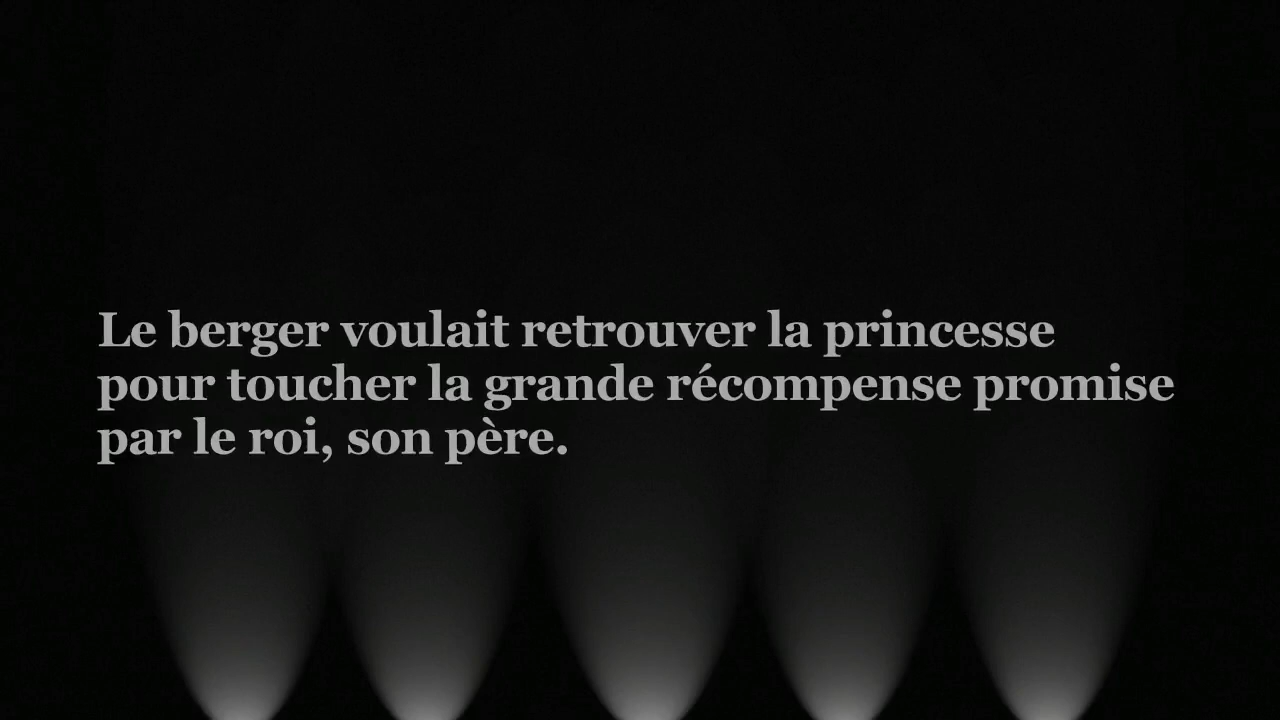 Le berger voulait retrouver la princesse
pour toucher la grande récompense promise
par le roi, son père.